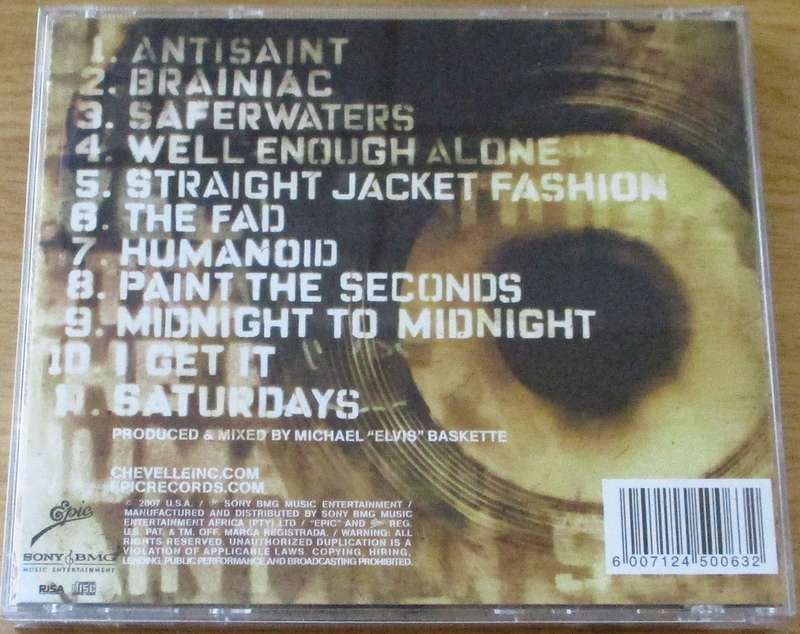 1. ANTISAINT
2. BRAINIAC
3. SAFERWATERS
4. WELL ENOUGH ALONE
5. STRAIGHT JACKET FASHION
6. THE FAD
7. HUMANOID
8. PAINT THE SECONDS
9. MIDNIGHT TO MIDNIGHT
10. I GET IT
11. SATURDAYS
PRODUCED & MIXED BY MICHAEL "ELVIS" BASKETTE
CHEVELLEINC.COM
EPICRECORDS.COM
© 2007 U.S.A. / ℗ SONY BMG MUSIC ENTERTAINMENT /
MANUFACTURED AND DISTRIBUTED BY SONY BMG MUSIC
ENTERTAINMENT AFRICA (PTY) LTD / "EPIC" AND Epic REG.
U.S. PAT. & TM. OFF. MARCA REGISTRADA. / WARNING: ALL
RIGHTS RESERVED. UNAUTHORIZED DUPLICATION IS A
VIOLATION OF APPLICABLE LAWS. COPYING, HIRING,
LENDING, PUBLIC PERFORMANCE AND BROADCASTING PROHIBITED.
Epic
SONY BMG
MUSIC ENTERTAINMENT
RISA disc
6 007124 500632